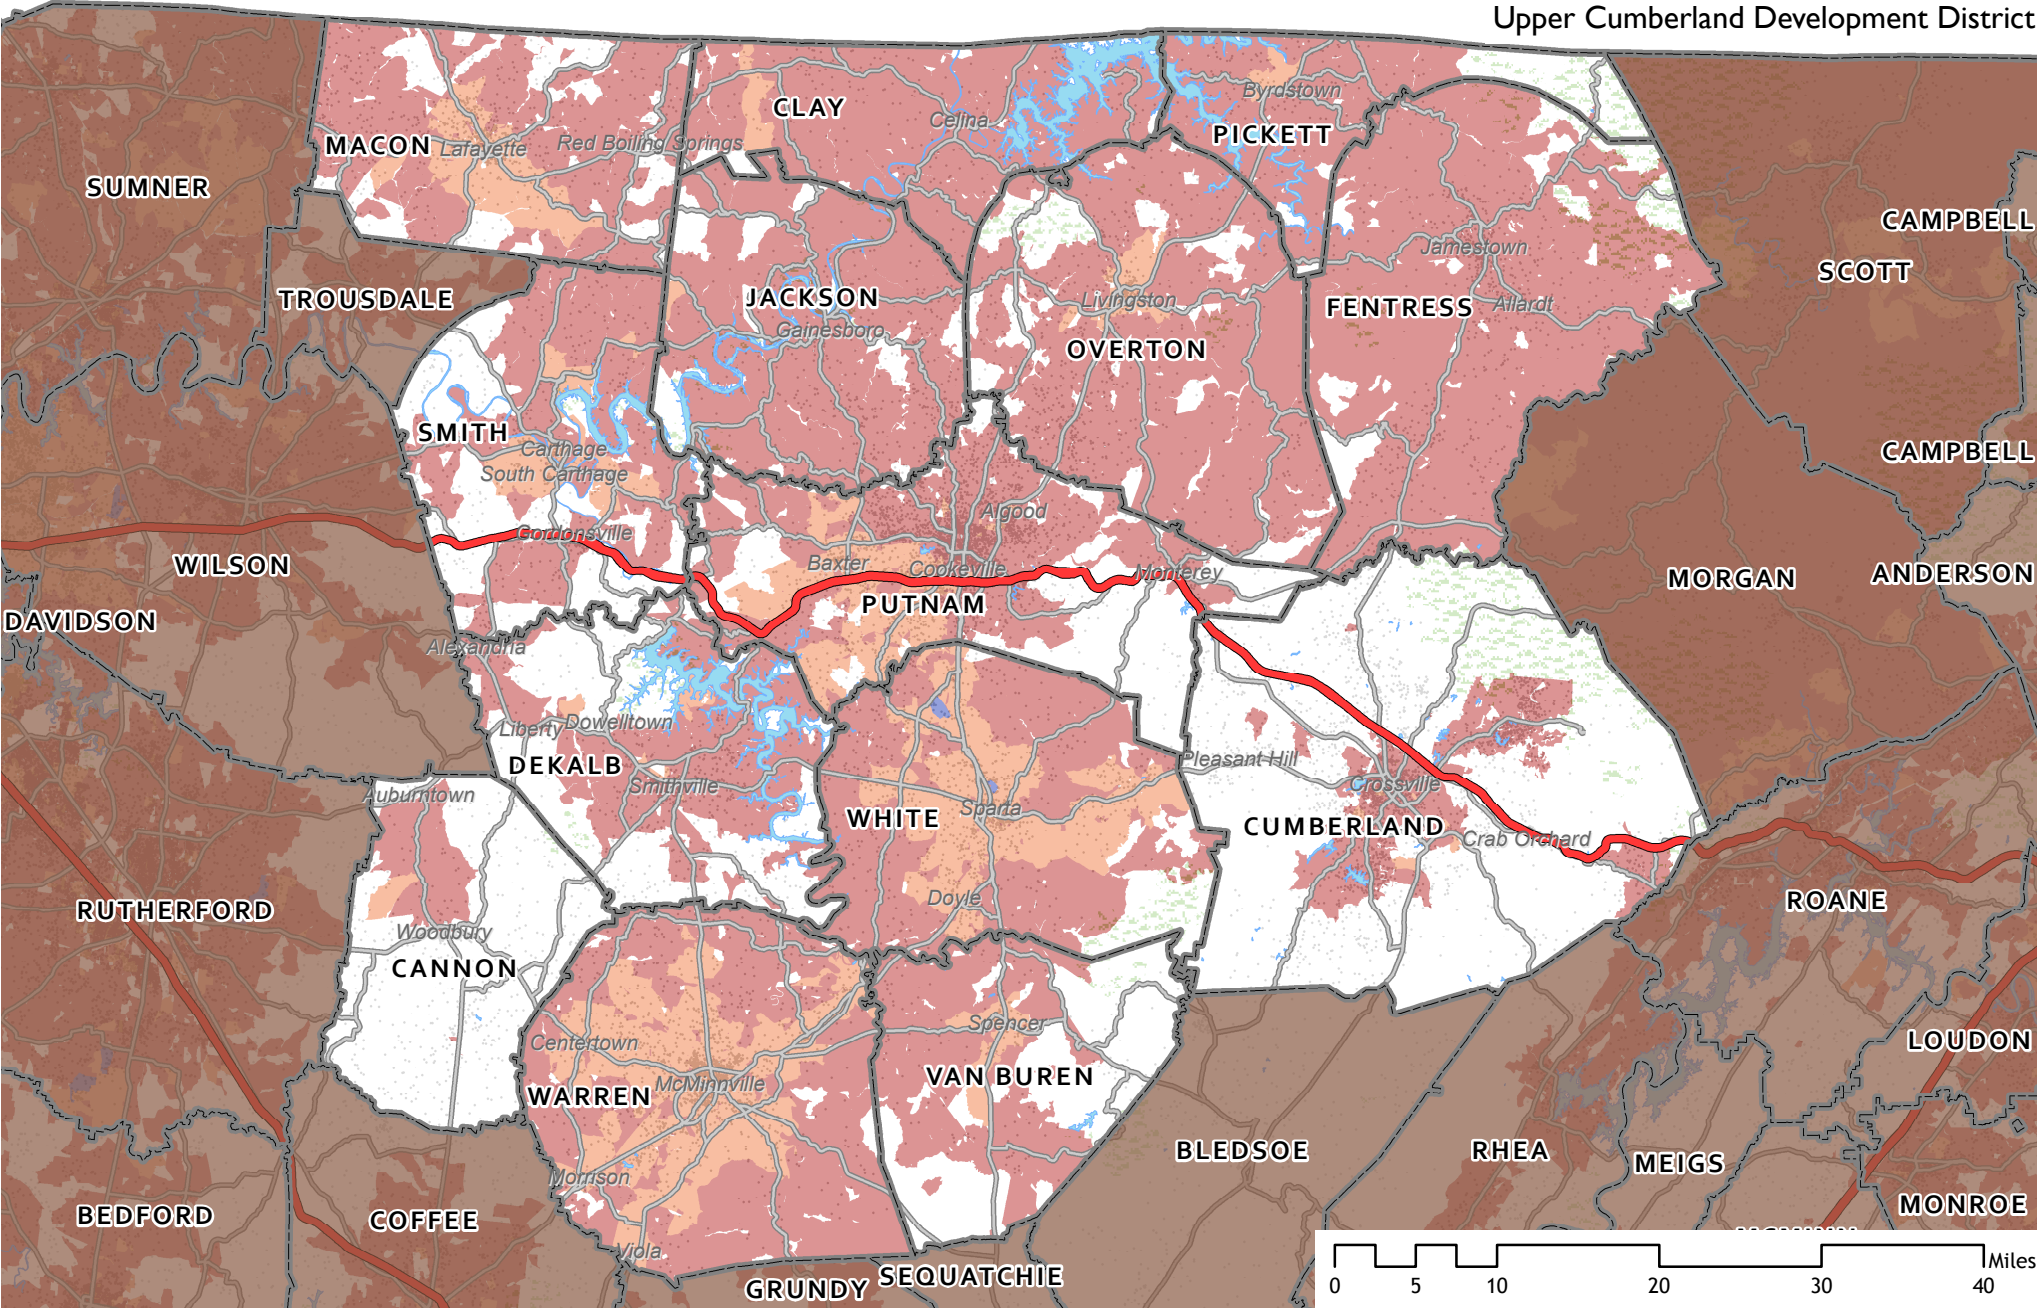 Upper Cumberland Development District
CLAY
Byrdstown
Celina
PICKETT
MACON
Lafayette
Red Boiling Springs
SUMNER
CAMPBELL
Jamestown
SCOTT
TROUSDALE
JACKSON
Livingston
FENTRESS
Allardt
Gainesboro
OVERTON
SMITH
Carthage
CAMPBELL
South Carthage
Algood
Gordonsville
WILSON
Baxter
Cookeville
Monterey
MORGAN
ANDERSON
PUTNAM
DAVIDSON
Alexandria
Liberty
Dowelltown
DEKALB
Pleasant Hill
Smithville
Crossville
Auburntown
Sparta
WHITE
CUMBERLAND
Crab Orchard
Doyle
ROANE
RUTHERFORD
Woodbury
CANNON
Spencer
Centertown
LOUDON
VAN BUREN
McMinnville
WARREN
BLEDSOE
RHEA
MEIGS
Morrison
MONROE
BEDFORD
COFFEE
Viola
SEQUATCHIE
GRUNDY
Miles
0 5 10 20 30 40